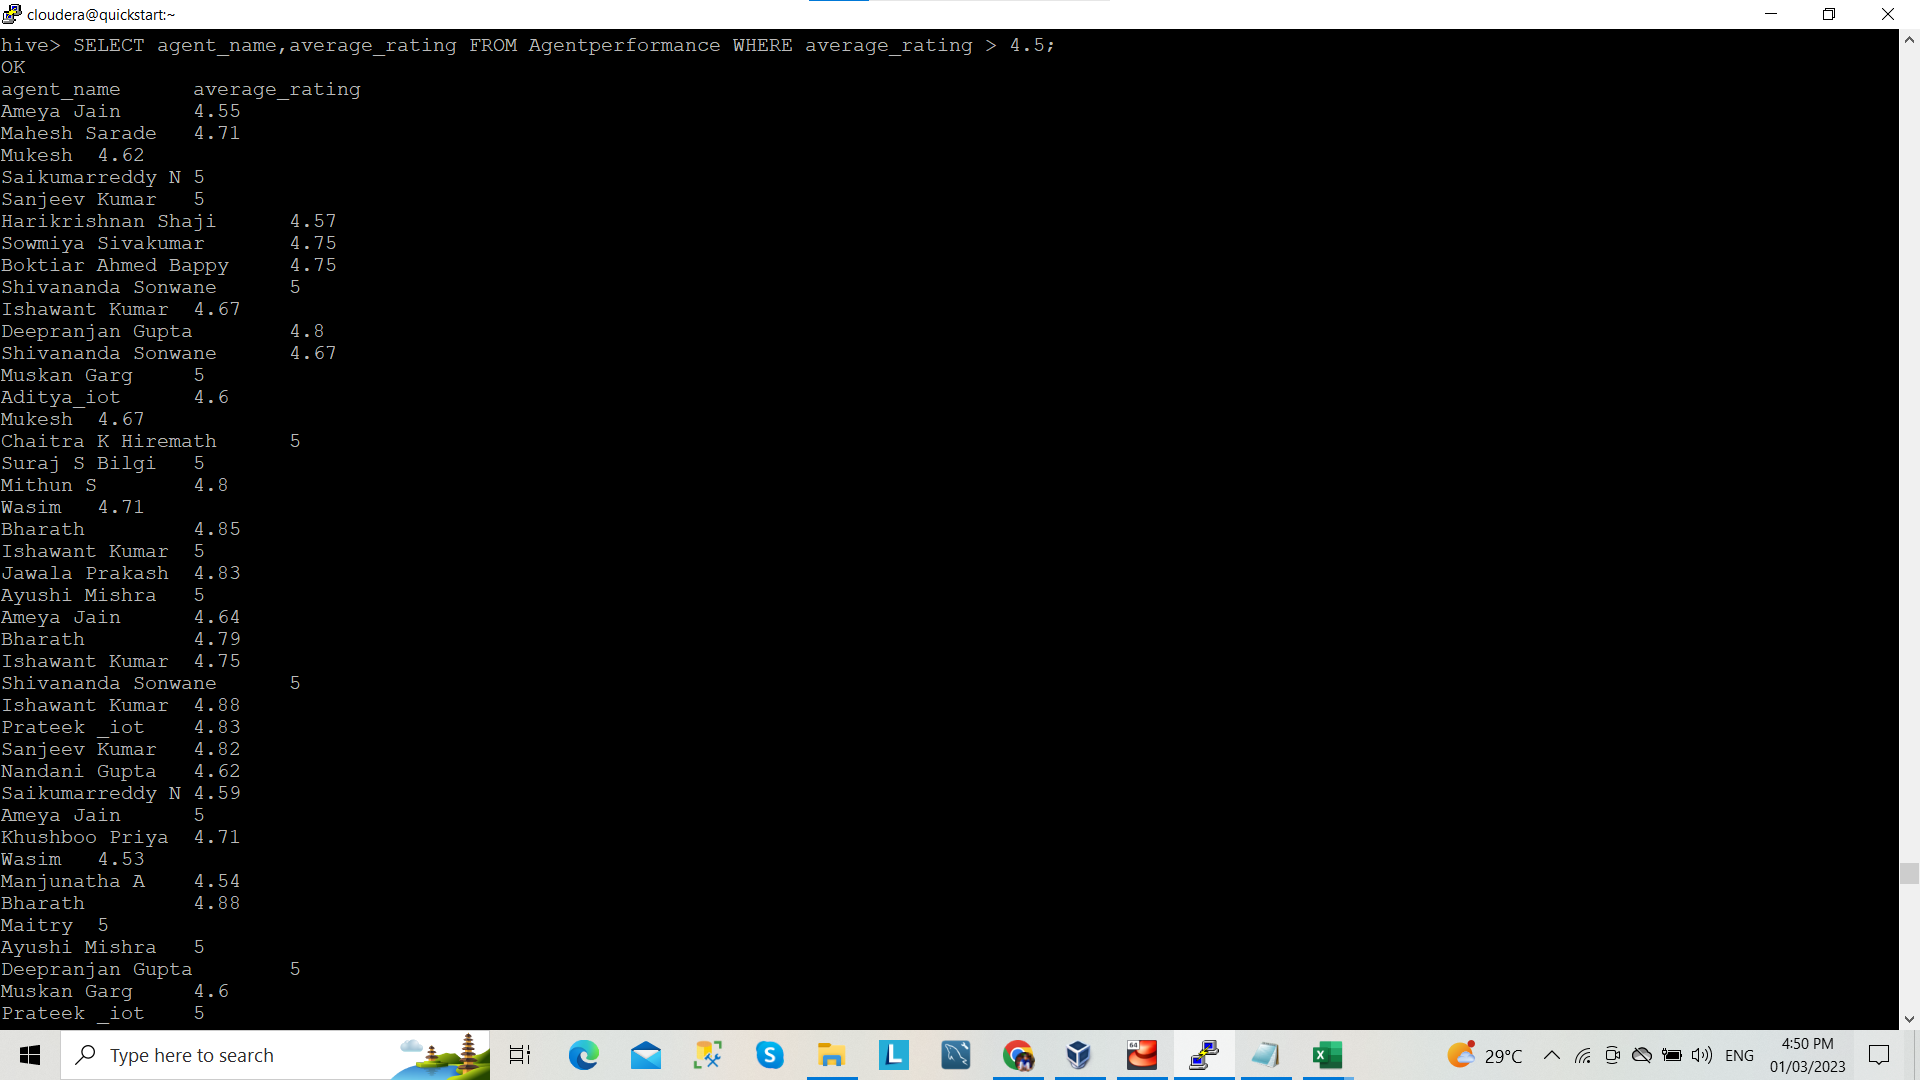 cloudera@quickstart:~
hive> SELECT agent_name,average_rating FROM Agentperformance WHERE average_rating > 4.5;
OK
agent_name average_rating
Ameya Jain 4.55
Mahesh Sarade 4.71
Mukesh 4.62
Saikumarreddy N 5
Sanjeev Kumar 5
Harikrishnan Shaji 4.57
Sowmiya Sivakumar 4.75
Boktiar Ahmed Bappy 4.75
Shivananda Sonwane 5
Ishawant Kumar 4.67
Deepranjan Gupta 4.8
Shivananda Sonwane 4.67
Muskan Garg 5
Aditya_iot 4.6
Mukesh 4.67
Chaitra K Hiremath 5
Suraj S Bilgi 5
Mithun S 4.8
Wasim 4.71
Bharath 4.85
Ishawant Kumar 5
Jawala Prakash 4.83
Ayushi Mishra 5
Ameya Jain 4.64
Bharath 4.79
Ishawant Kumar 4.75
Shivananda Sonwane 5
Ishawant Kumar 4.88
Prateek _iot 4.83
Sanjeev Kumar 4.82
Nandani Gupta 4.62
Saikumarreddy N 4.59
Ameya Jain 5
Khushboo Priya 4.71
Wasim 4.53
Manjunatha A 4.54
Bharath 4.88
Maitry 5
Ayushi Mishra 5
Deepranjan Gupta 5
Muskan Garg 4.6
Prateek _iot 5
Type here to search
29°C
ENG
4:50 PM
01/03/2023